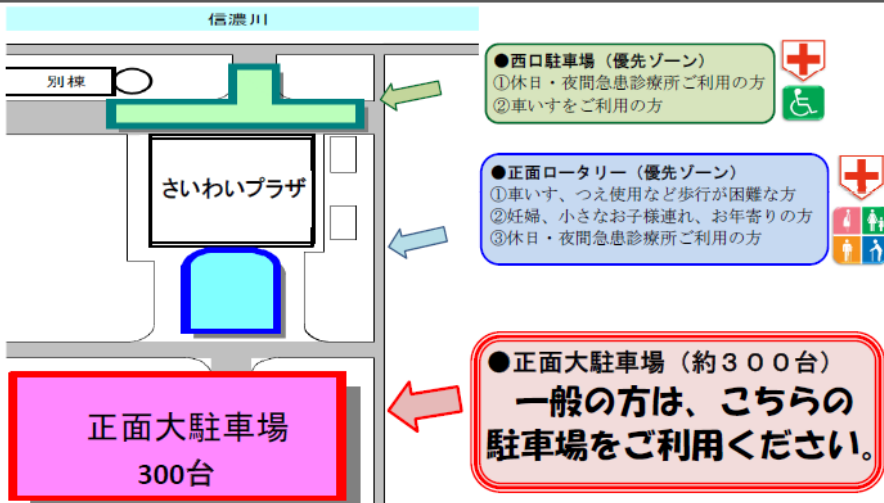 信濃川
別棟
さいわいプラザ
正面大駐車場
300台
●西口駐車場（優先ゾーン）
①休日・夜間急患診療所ご利用の方
②車いすをご利用の方
●正面ロータリー（優先ゾーン）
①車いす、つえ使用など歩行が困難な方
②妊婦、小さなお子様連れ、お年寄りの方
③休日・夜間急患診療所ご利用の方
●正面大駐車場（約３００台）
一般の方は、こちらの
駐車場をご利用ください。